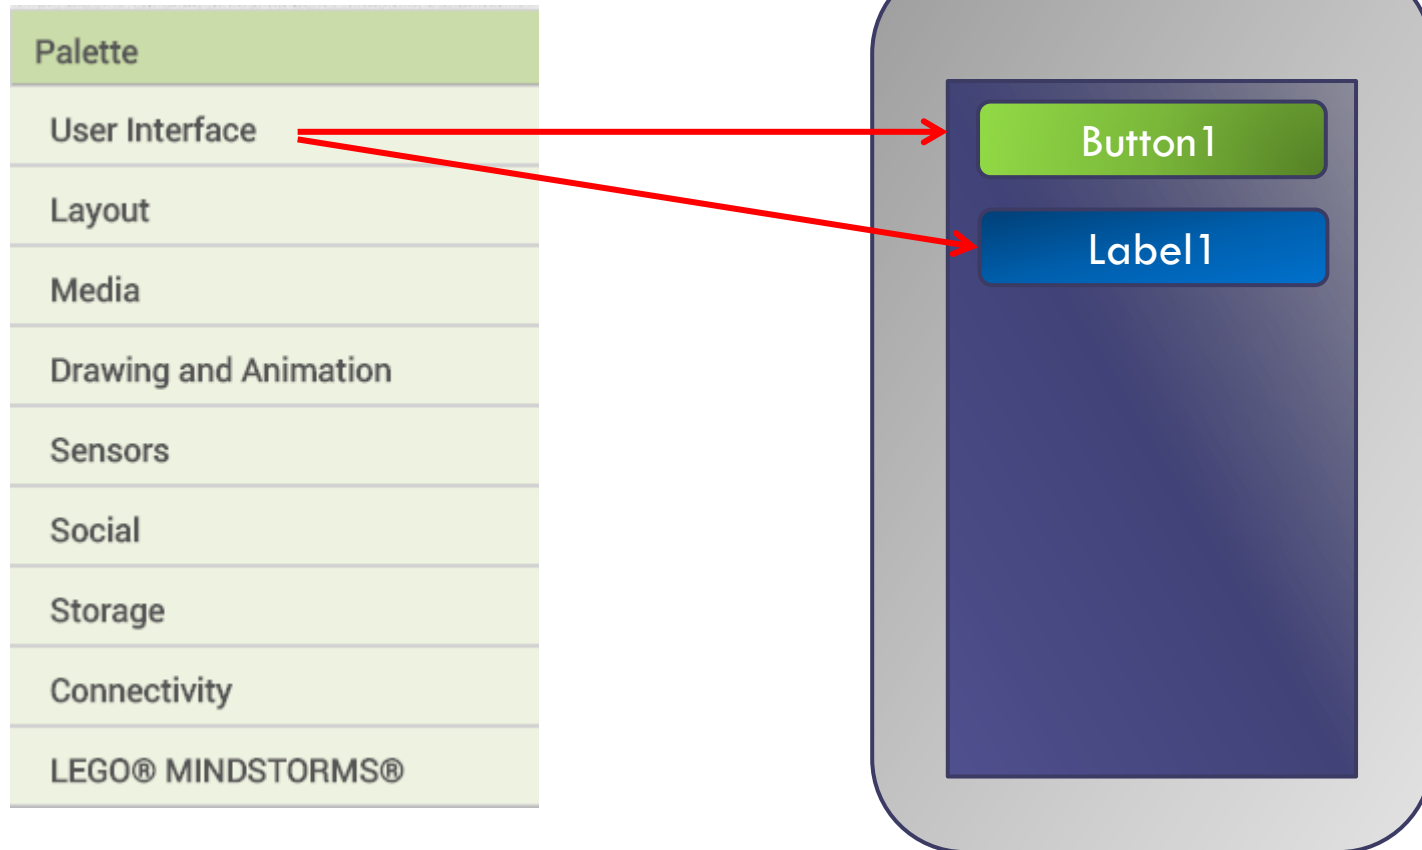 Palette
User Interface
Layout
Media
Drawing and Animation
Sensors
Social
Storage
Connectivity
LEGO® MINDSTORMS®
Button1
Label1